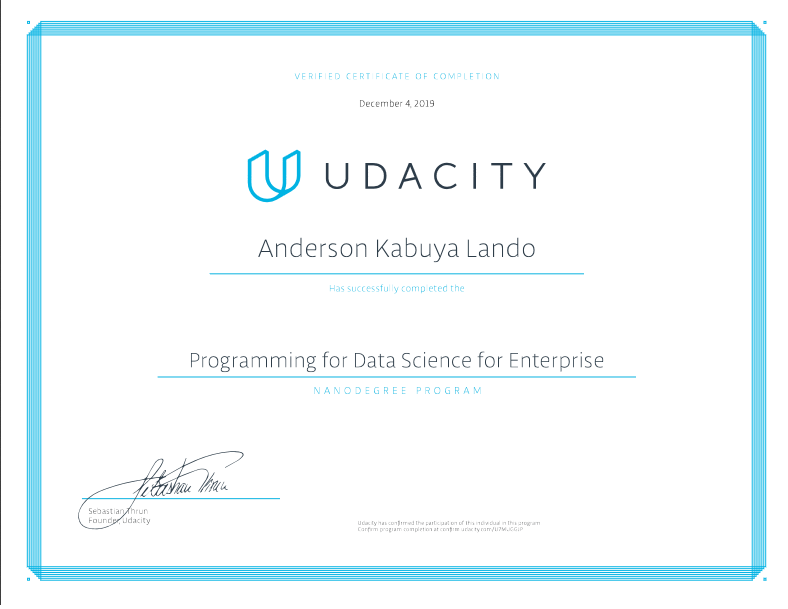 VERIFIED CERTIFICATE OF COMPLETION
December 4, 2019
UDACITY
Anderson Kabuya Lando
Has successfully completed the
Programming for Data Science for Enterprise
NANODEGREE PROGRAM
Sebastian Thrun
Sebastian Thrun
Founder, Udacity
Udacity has confirmed the participation of this individual in this program
Confirm program completion at confirm.udacity.com/